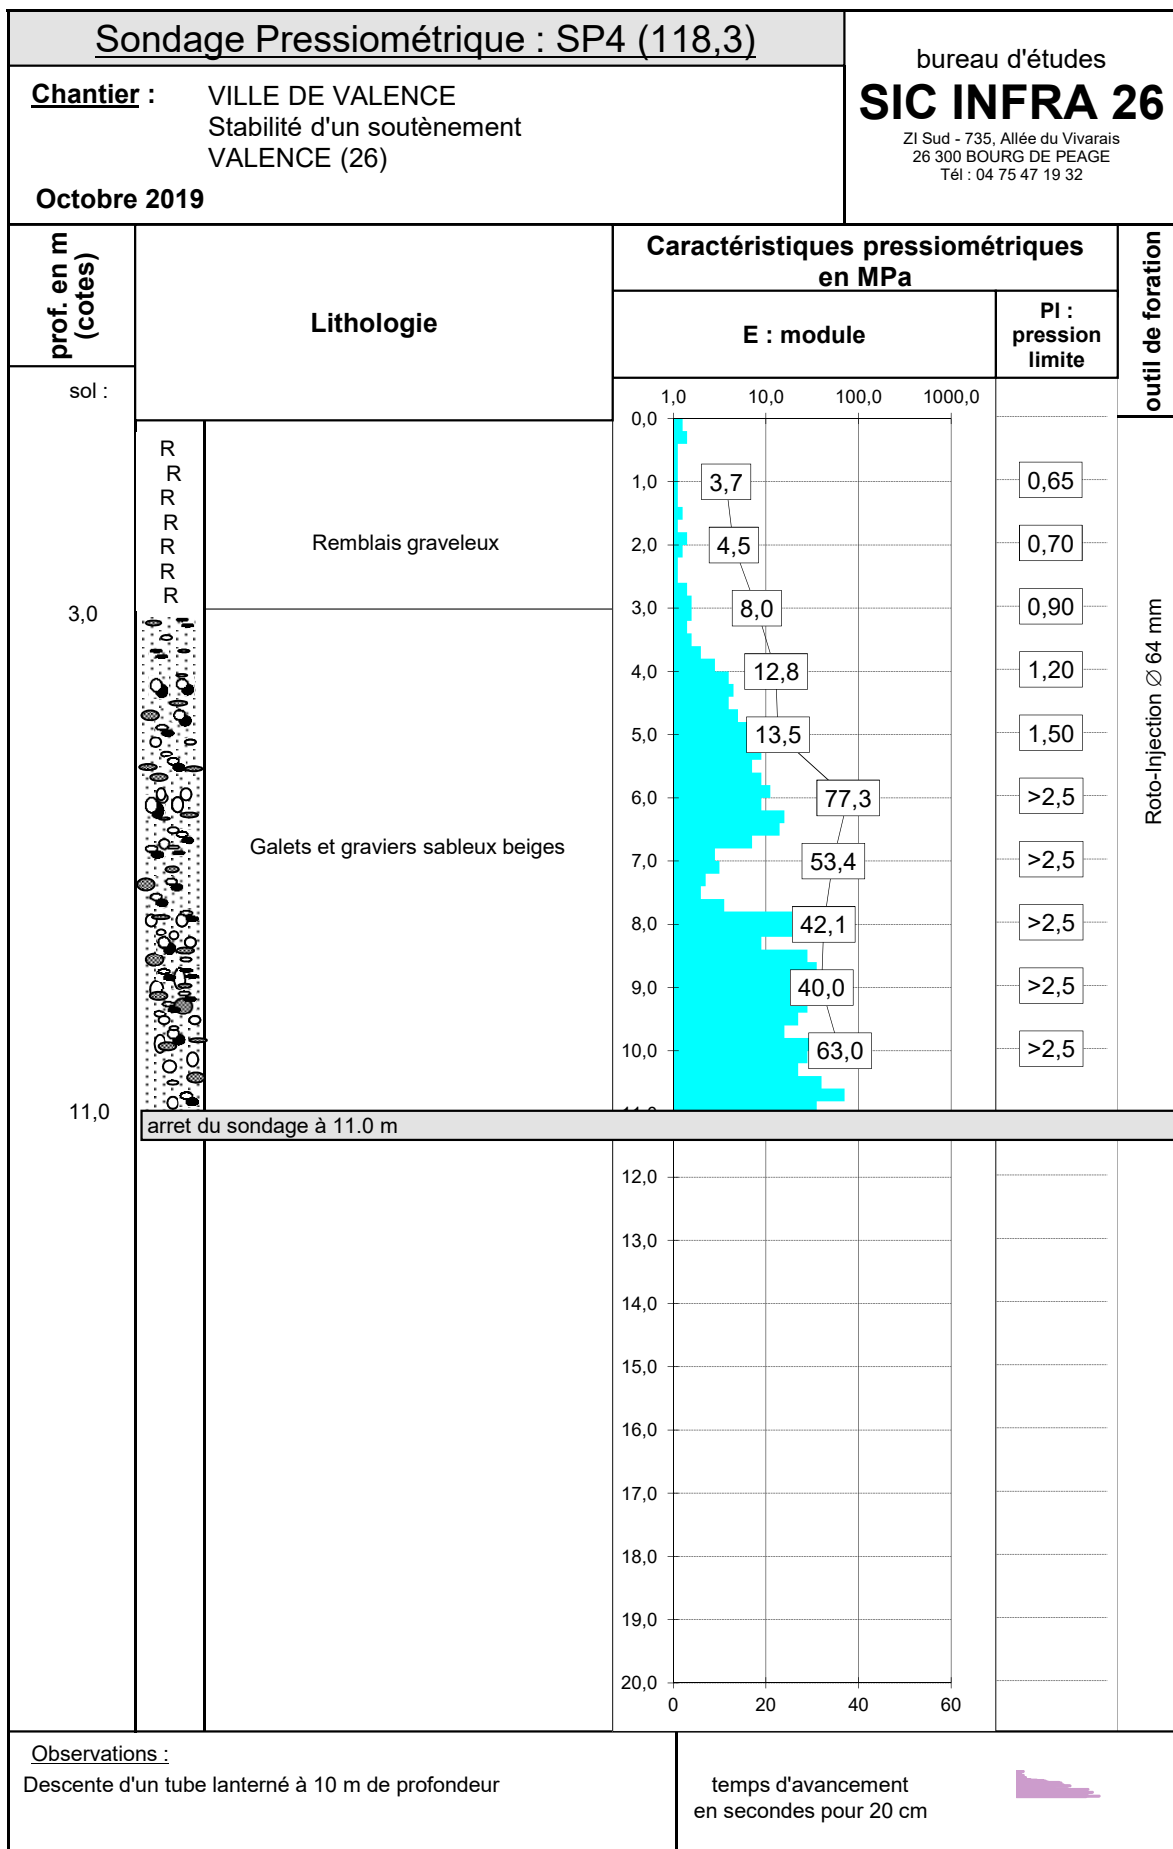 Sondage Pressiométrique : SP4 (118,3)
Chantier :
VILLE DE VALENCE
Stabilité d'un soutènement
VALENCE (26)
Octobre 2019
bureau d'études
SIC INFRA 26
ZI Sud - 735, Allée du Vivarais
26 300 BOURG DE PEAGE
Tél : 04 75 47 19 32
prof. en m
(cotes)
Lithologie
Caractéristiques pressiométriques
en MPa
E : module
Pl :
pression
limite
outil de foration
sol :
1,0 10,0 100,0 1000,0
0,0
R
R
R
R
R
R
R
Remblais graveleux
1,0 3,7 0,65
2,0 4,5 0,70
3,0
3,0 8,0 0,90
4,0 12,8 1,20
5,0 13,5 1,50
6,0 77,3 >2,5
Galets et graviers sableux beiges
7,0 53,4 >2,5
8,0 42,1 >2,5
9,0 40,0 >2,5
10,0 63,0 >2,5
Roto-Injection ∅ 64 mm
11,0
11,0
arret du sondage à 11.0 m
12,0
13,0
14,0
15,0
16,0
17,0
18,0
19,0
20,0
0 20 40 60
Observations :
Descente d'un tube lanterné à 10 m de profondeur
temps d'avancement
en secondes pour 20 cm